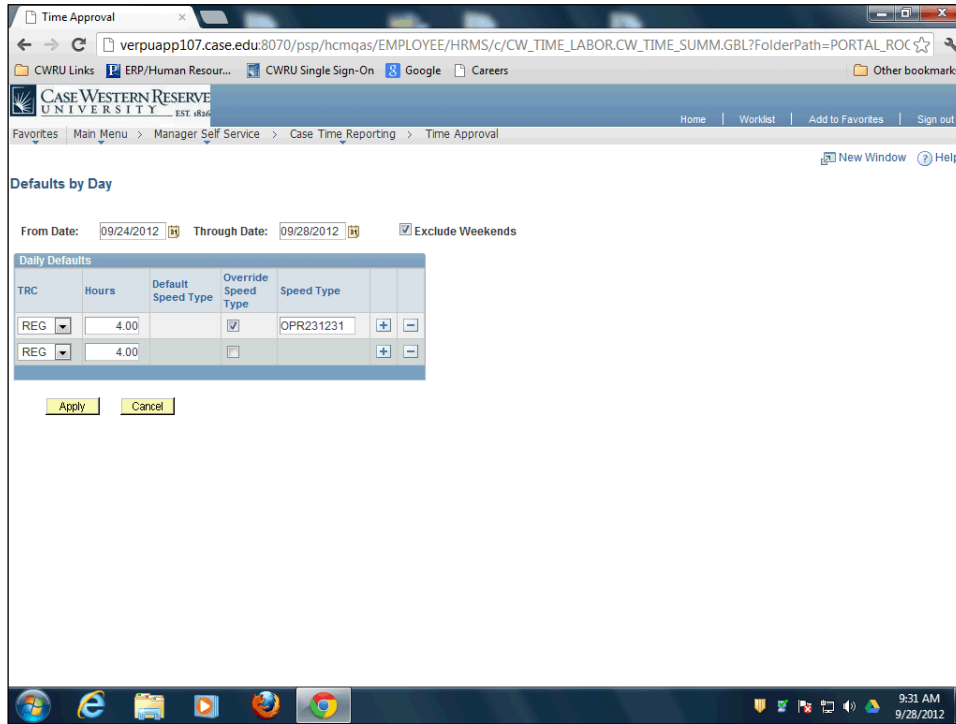 Time Approval
verpuapp107.case.edu:8070/psp/hcmqas/EMPLOYEE/HRMS/c/CW_TIME_LABOR.CW_TIME_SUMM.GBL?FolderPath=PORTAL_ROC
CWRU Links ERP/Human Resour... CWRU Single Sign-On Google Careers Other bookmark
CASE WESTERN RESERVE
UNIVERSITY EST. 1826
Home | Worklist | Add to Favorites | Sign out
Favorites Main Menu > Manager Self Service > Case Time Reporting > Time Approval
New Window ? Help
Defaults by Day
From Date: 09/24/2012 Through Date: 09/28/2012 Exclude Weekends
Daily Defaults
TRC Hours Default Speed Type Override Speed Type Speed Type
REG 4.00 OPR231231 + −
REG 4.00 + −
Apply Cancel
9:31 AM
9/28/2012